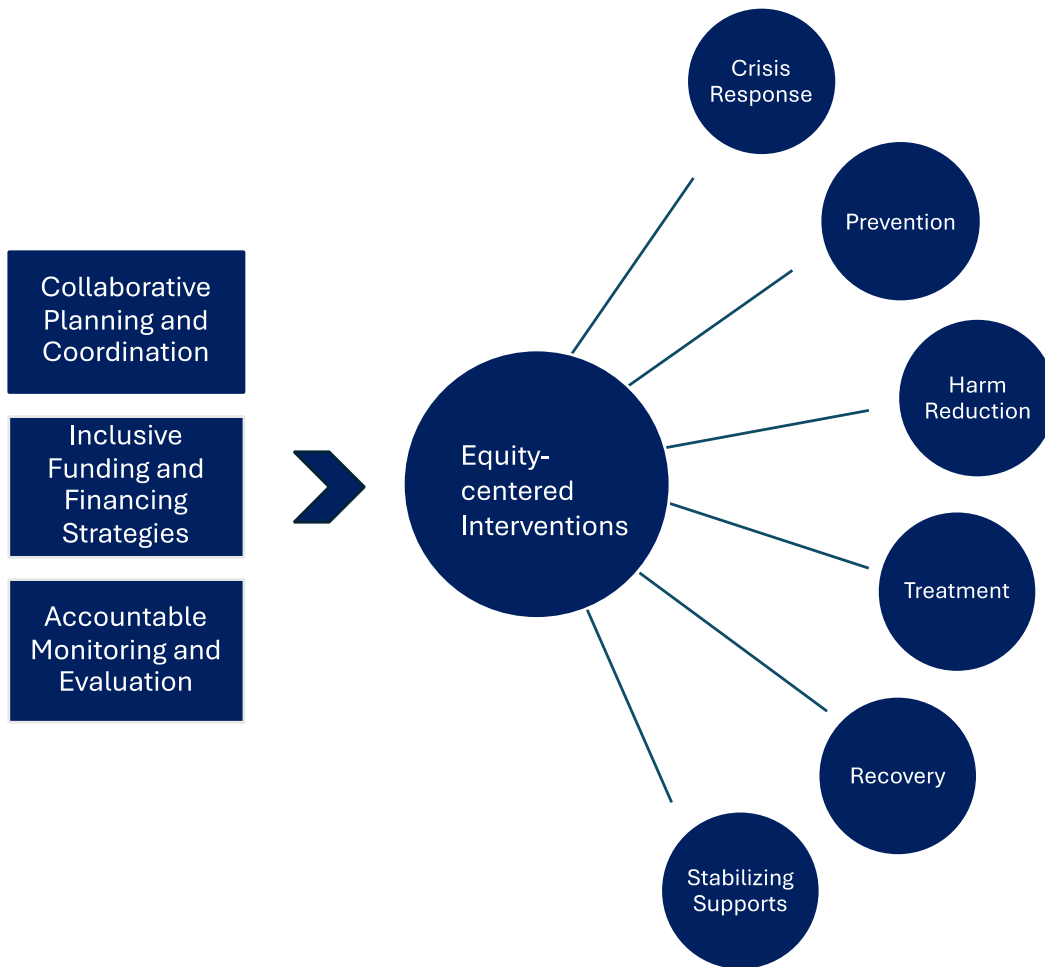 Collaborative
Planning and
Coordination
Inclusive
Funding and
Financing
Strategies
Accountable
Monitoring and
Evaluation
Equity-
centered
Interventions
Crisis
Response
Prevention
Harm
Reduction
Treatment
Recovery
Stabilizing
Supports